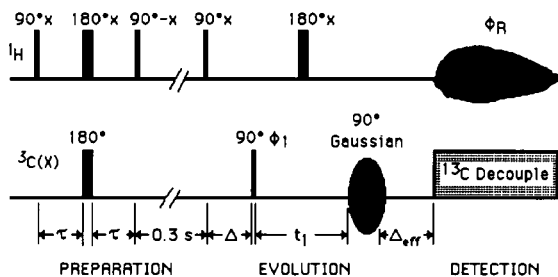 90°x 180°x 90°-x 90°x 180°x ϕR
¹H
180° 90° ϕ₁ 90° Gaussian
³C(X)
¹³C Decouple
τ τ 0.3 s Δ t₁ Δeff
PREPARATION EVOLUTION DETECTION